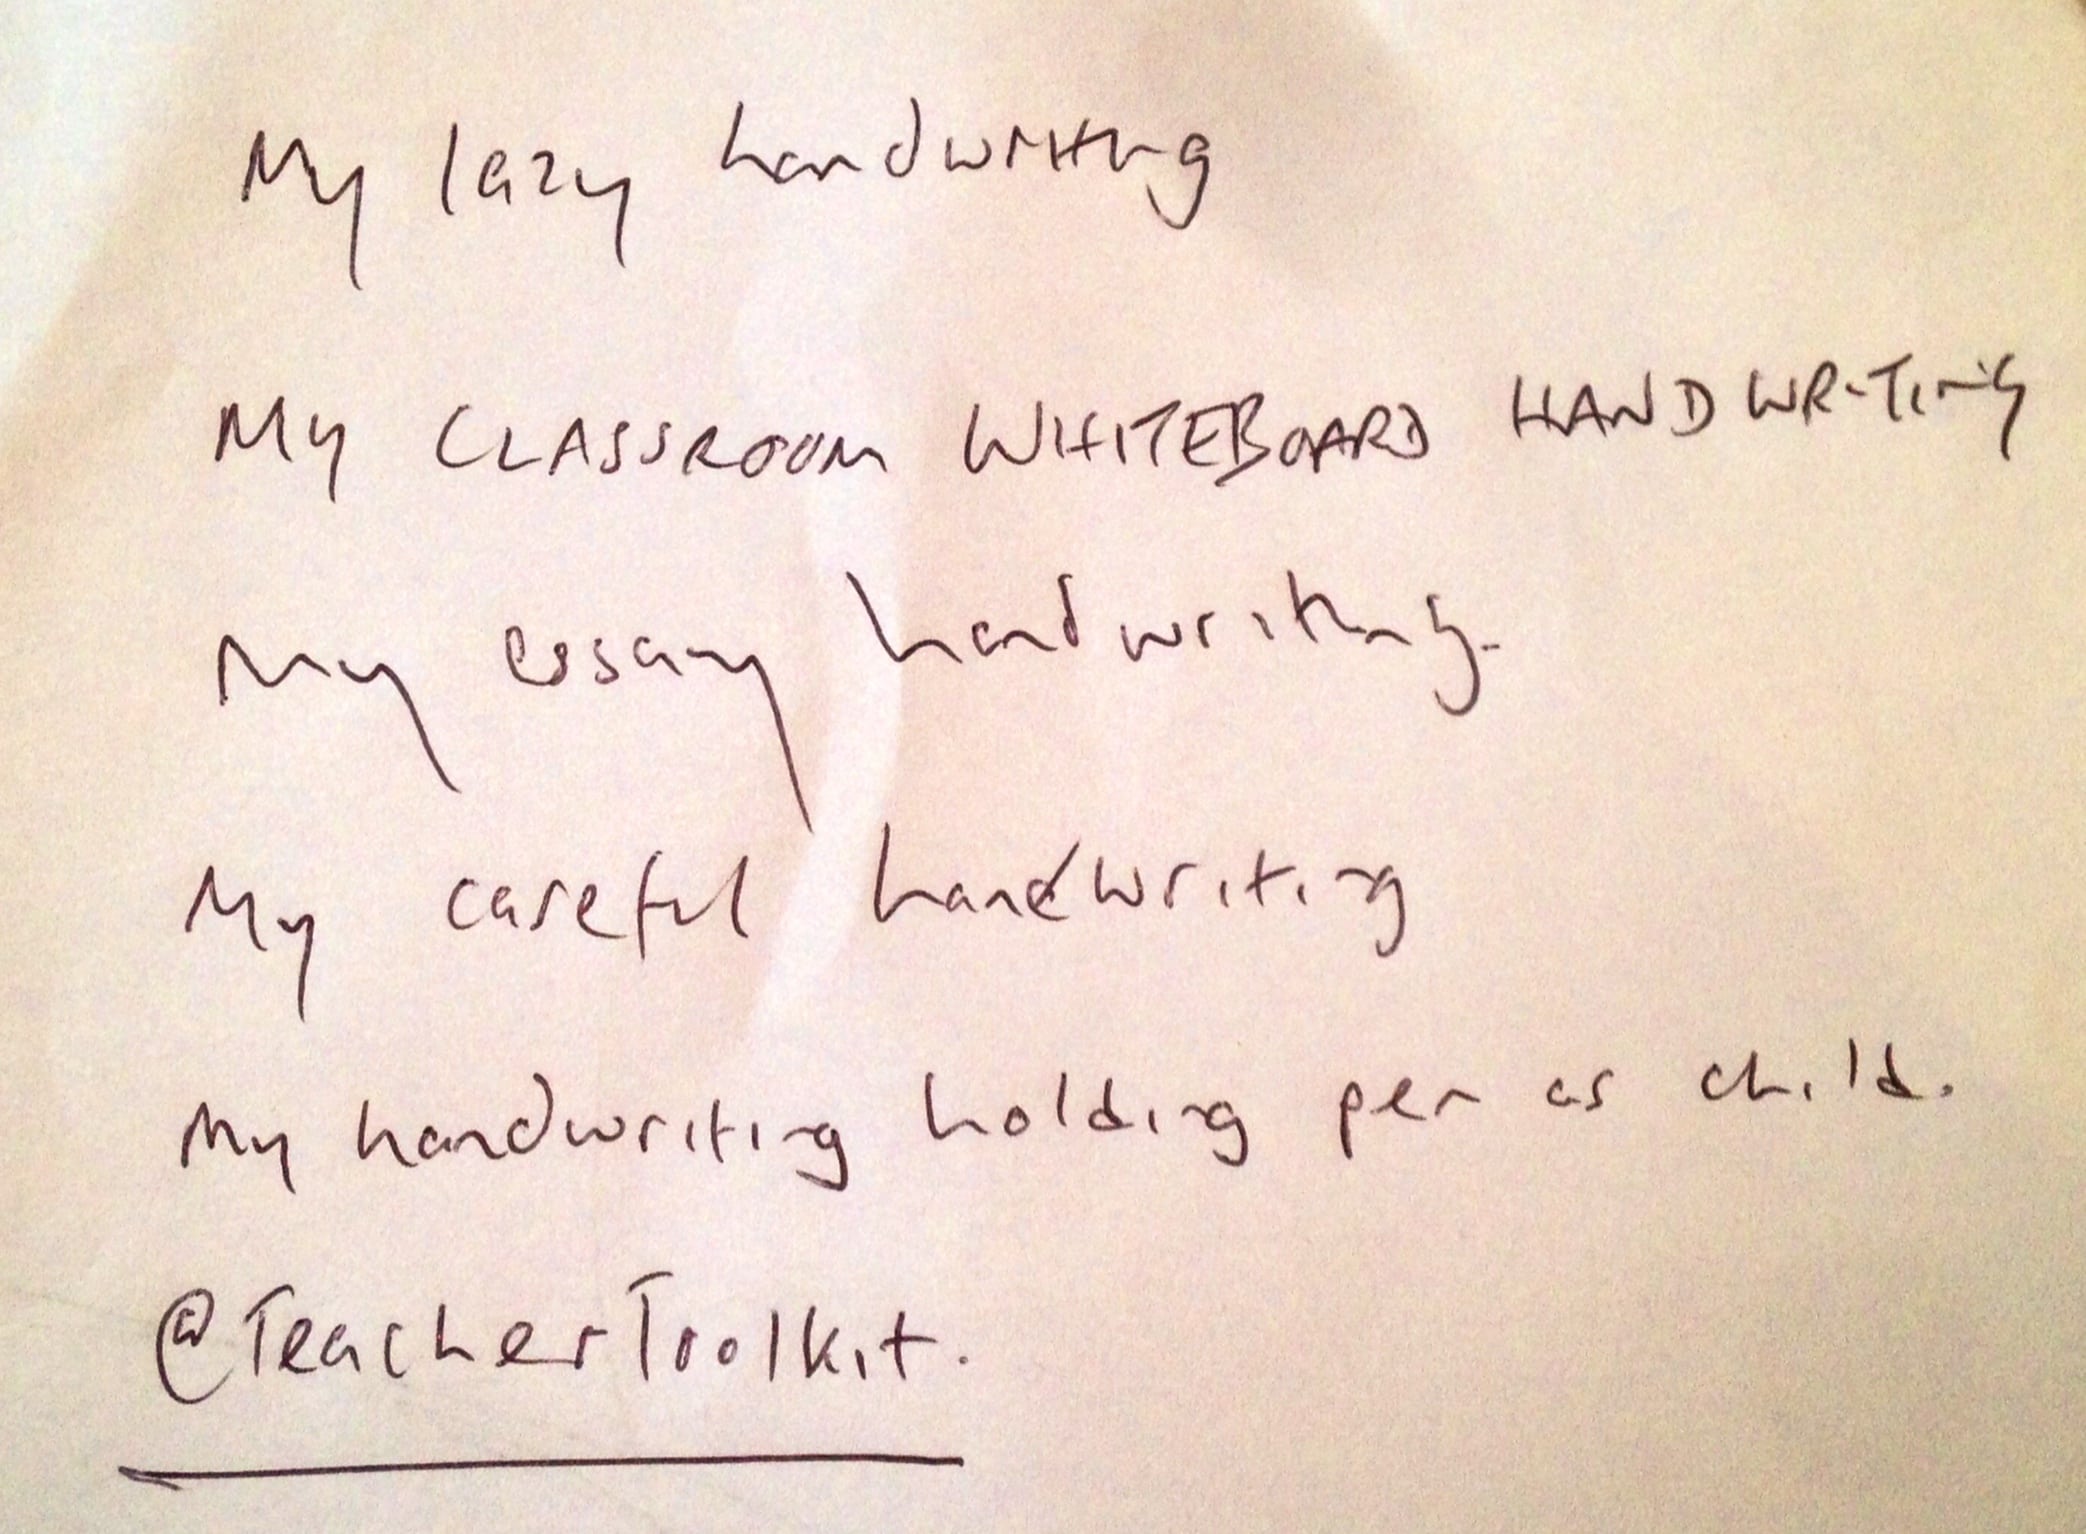 My lazy handwriting
My CLASSROOM WHITEBOARD HANDWRITING
My essay handwriting.
My careful handwriting
My handwriting holding pen as child.
@TeacherToolkit.